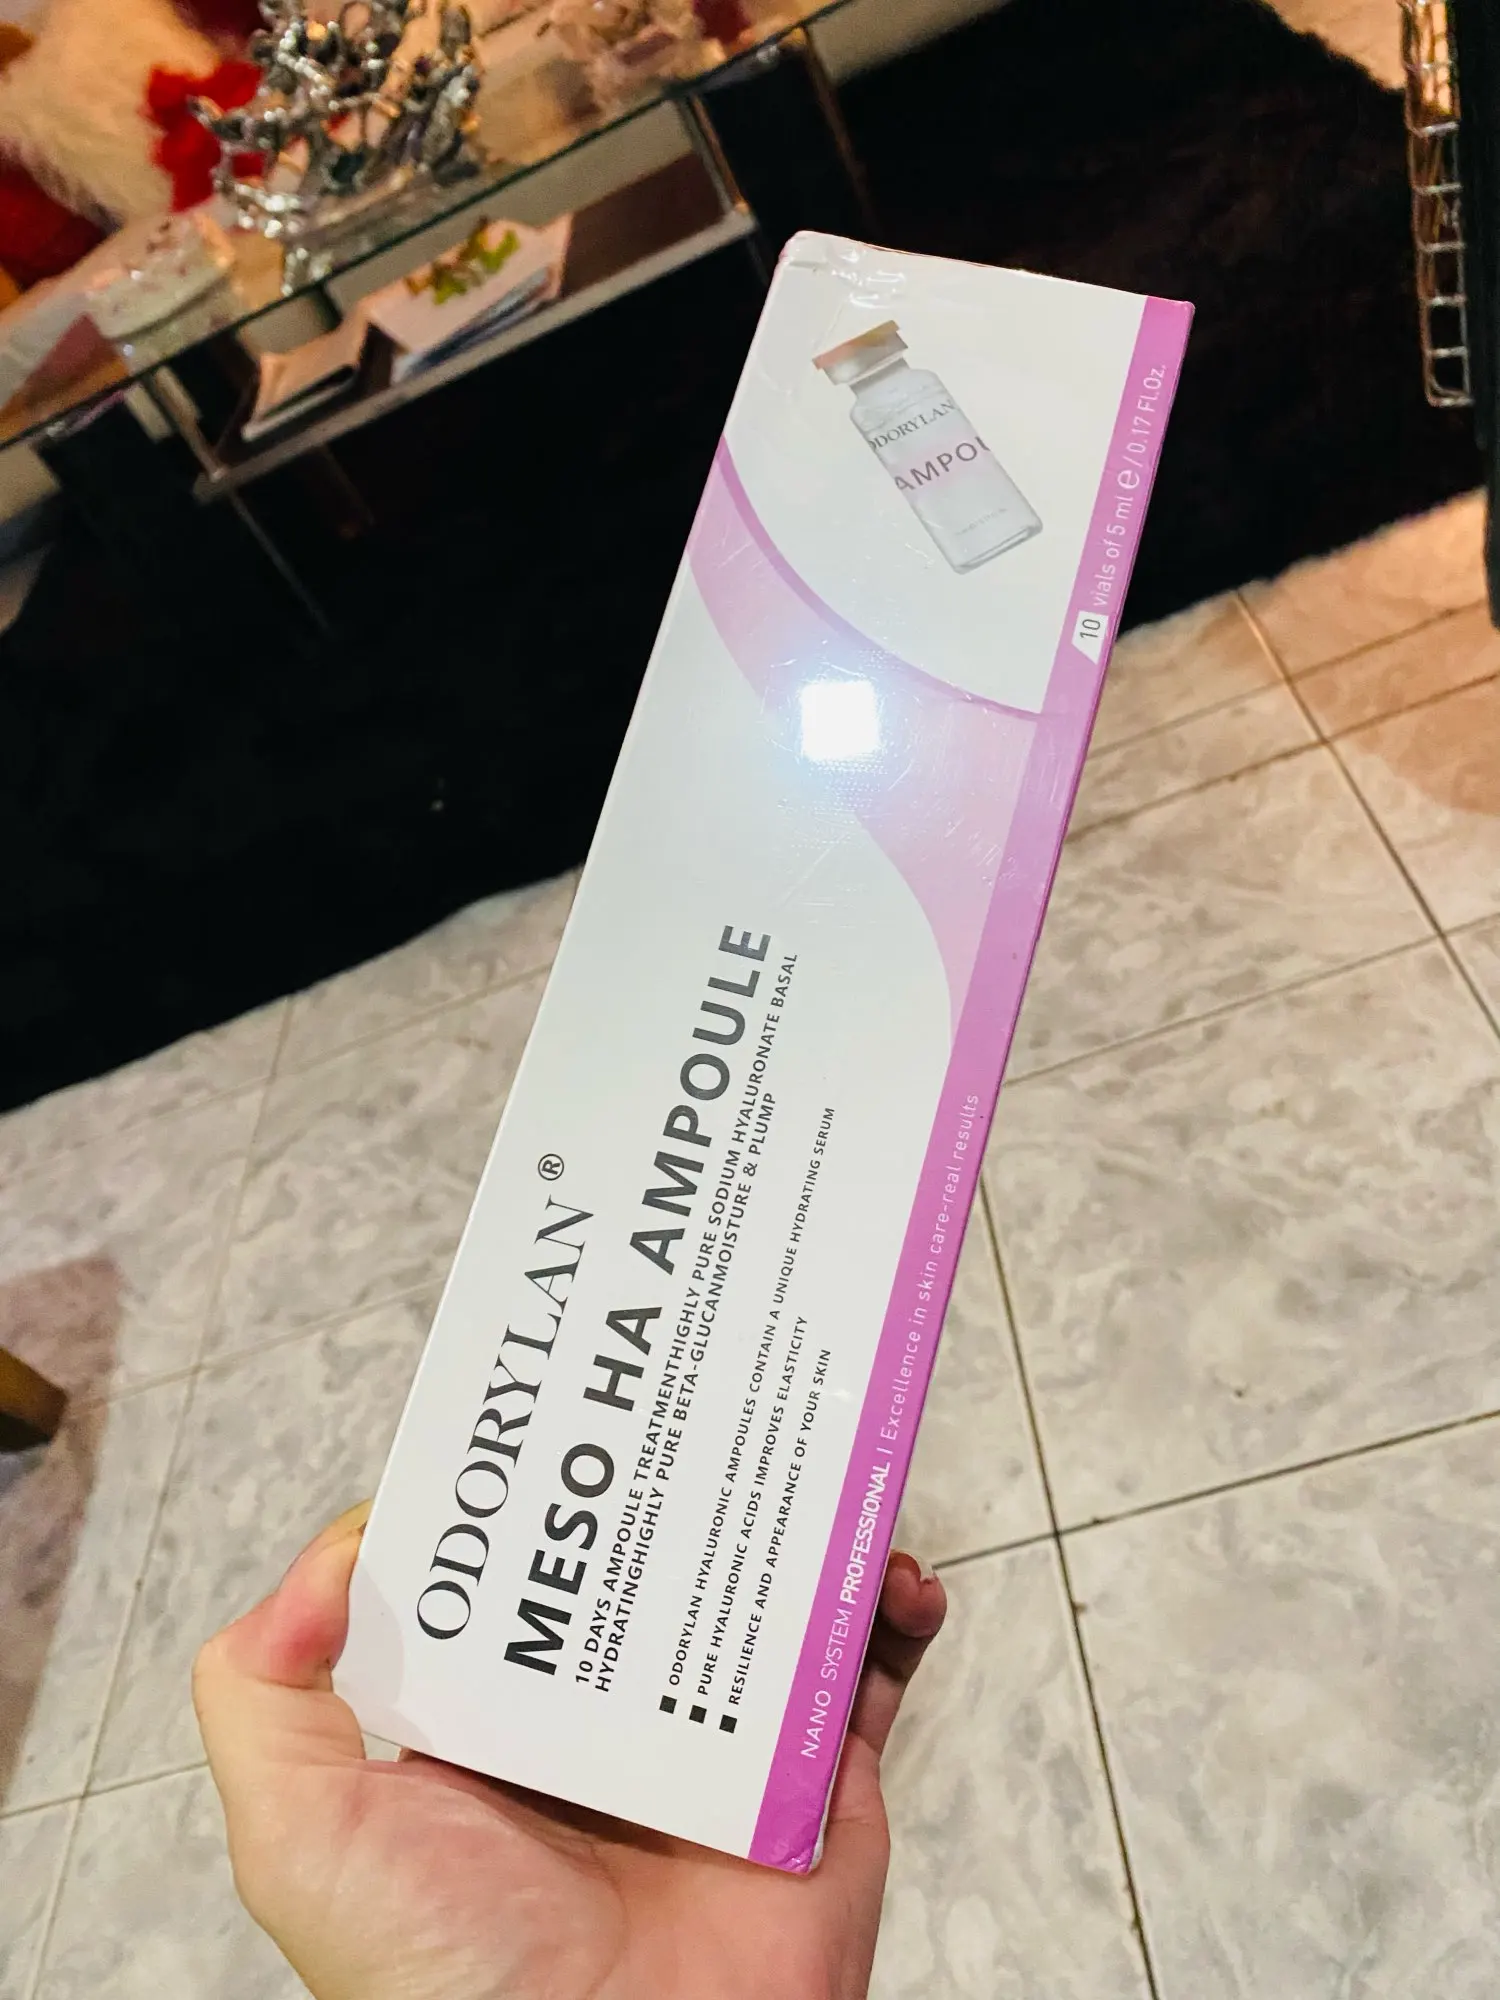 ODORYLAN®
MESO HA AMPOULE
10 DAYS AMPOULE TREATMENTHIGHLY PURE SODIUM HYALURONATE BASAL
HYDRATINGHIGHLY PURE BETA-GLUCANMOISTURE & PLUMP
ODORYLAN HYALURONIC AMPOULES CONTAIN A UNIQUE HYDRATING SERUM
PURE HYALURONIC ACIDS IMPROVES ELASTICITY
RESILIENCE AND APPEARANCE OF YOUR SKIN
NANO SYSTEM PROFESSIONAL | Excellence in skin care-real results
10 vials of 5 ml e / 0.17 Fl.Oz.
ODORYLAN
AMPOU